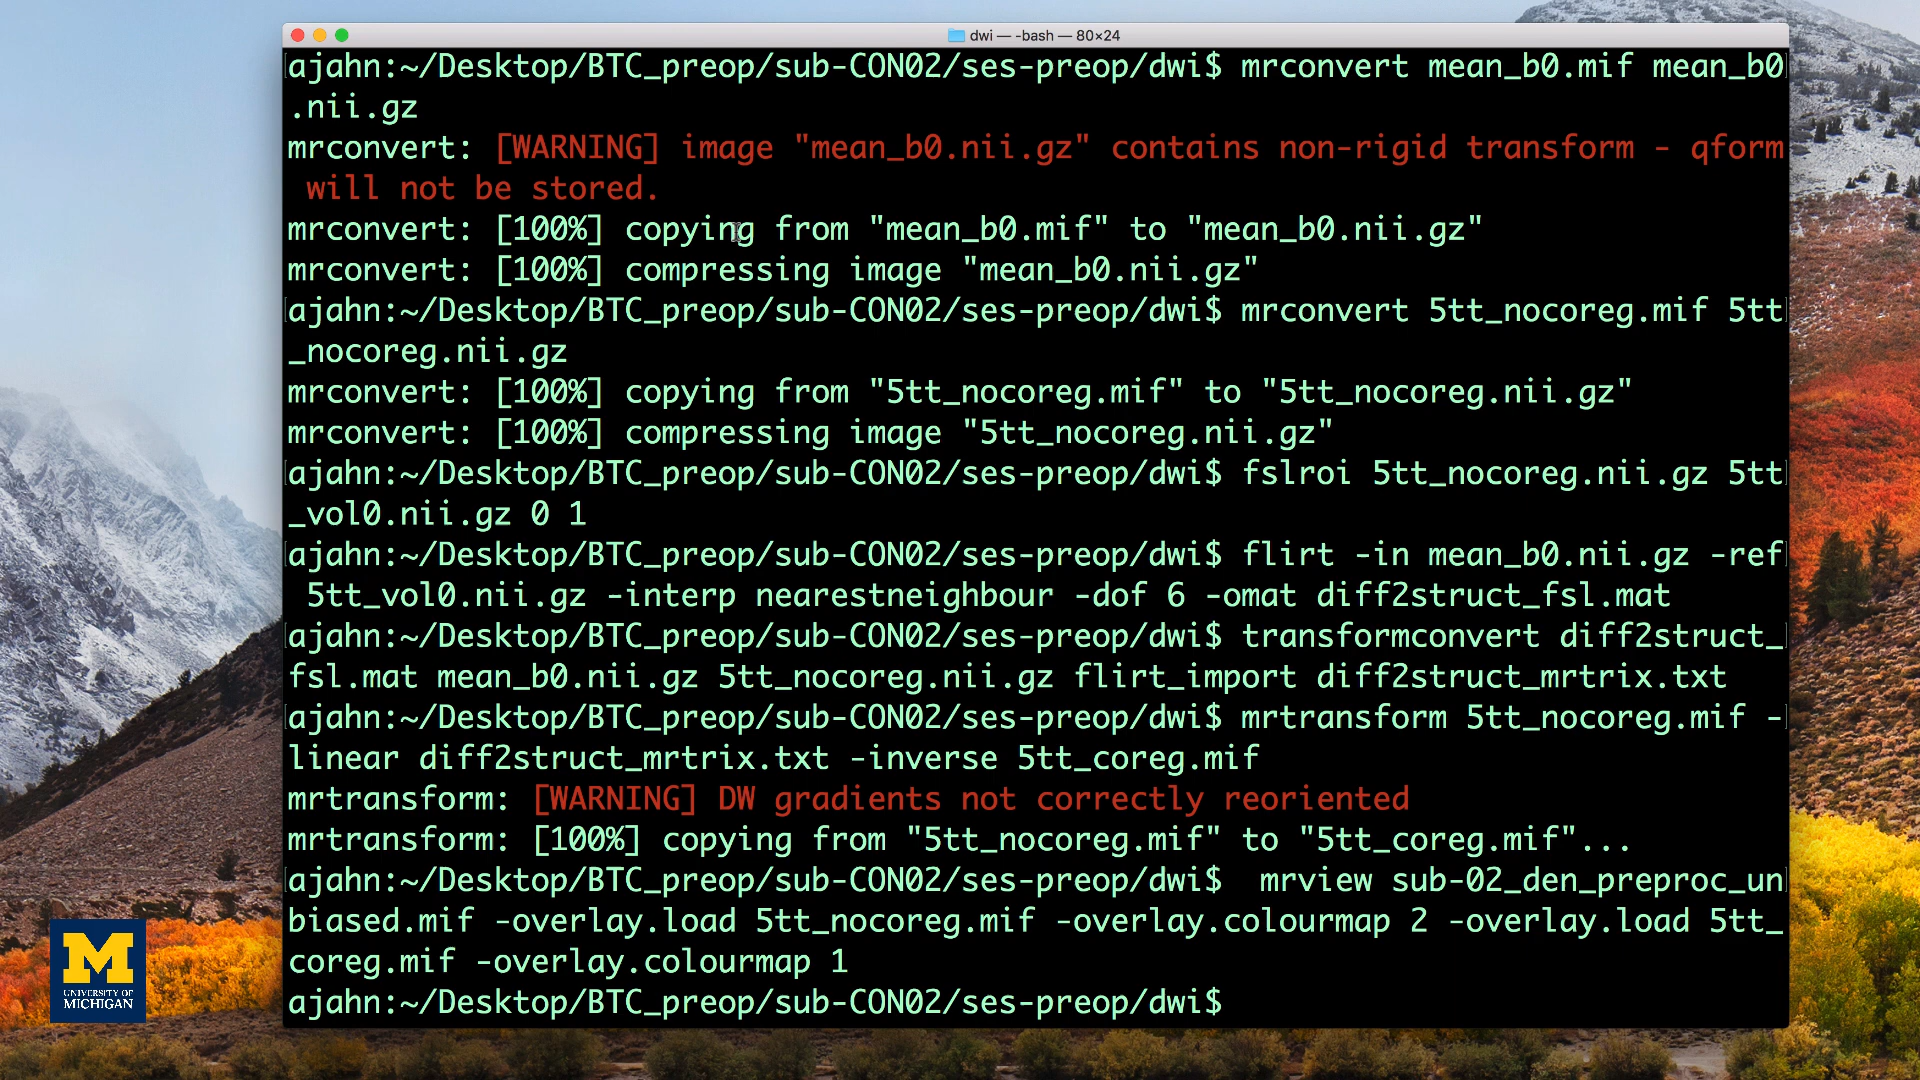 dwi — -bash — 80×24
ajahn:~/Desktop/BTC_preop/sub-CON02/ses-preop/dwi$ mrconvert mean_b0.mif mean_b0
.nii.gz
mrconvert: [WARNING] image "mean_b0.nii.gz" contains non-rigid transform - qform
 will not be stored.
mrconvert: [100%] copying from "mean_b0.mif" to "mean_b0.nii.gz"
mrconvert: [100%] compressing image "mean_b0.nii.gz"
ajahn:~/Desktop/BTC_preop/sub-CON02/ses-preop/dwi$ mrconvert 5tt_nocoreg.mif 5tt
_nocoreg.nii.gz
mrconvert: [100%] copying from "5tt_nocoreg.mif" to "5tt_nocoreg.nii.gz"
mrconvert: [100%] compressing image "5tt_nocoreg.nii.gz"
ajahn:~/Desktop/BTC_preop/sub-CON02/ses-preop/dwi$ fslroi 5tt_nocoreg.nii.gz 5tt
_vol0.nii.gz 0 1
ajahn:~/Desktop/BTC_preop/sub-CON02/ses-preop/dwi$ flirt -in mean_b0.nii.gz -ref
 5tt_vol0.nii.gz -interp nearestneighbour -dof 6 -omat diff2struct_fsl.mat
ajahn:~/Desktop/BTC_preop/sub-CON02/ses-preop/dwi$ transformconvert diff2struct_
fsl.mat mean_b0.nii.gz 5tt_nocoreg.nii.gz flirt_import diff2struct_mrtrix.txt
ajahn:~/Desktop/BTC_preop/sub-CON02/ses-preop/dwi$ mrtransform 5tt_nocoreg.mif -
linear diff2struct_mrtrix.txt -inverse 5tt_coreg.mif
mrtransform: [WARNING] DW gradients not correctly reoriented
mrtransform: [100%] copying from "5tt_nocoreg.mif" to "5tt_coreg.mif"...
ajahn:~/Desktop/BTC_preop/sub-CON02/ses-preop/dwi$  mrview sub-02_den_preproc_un
biased.mif -overlay.load 5tt_nocoreg.mif -overlay.colourmap 2 -overlay.load 5tt_
coreg.mif -overlay.colourmap 1
ajahn:~/Desktop/BTC_preop/sub-CON02/ses-preop/dwi$
M
UNIVERSITY OF
MICHIGAN